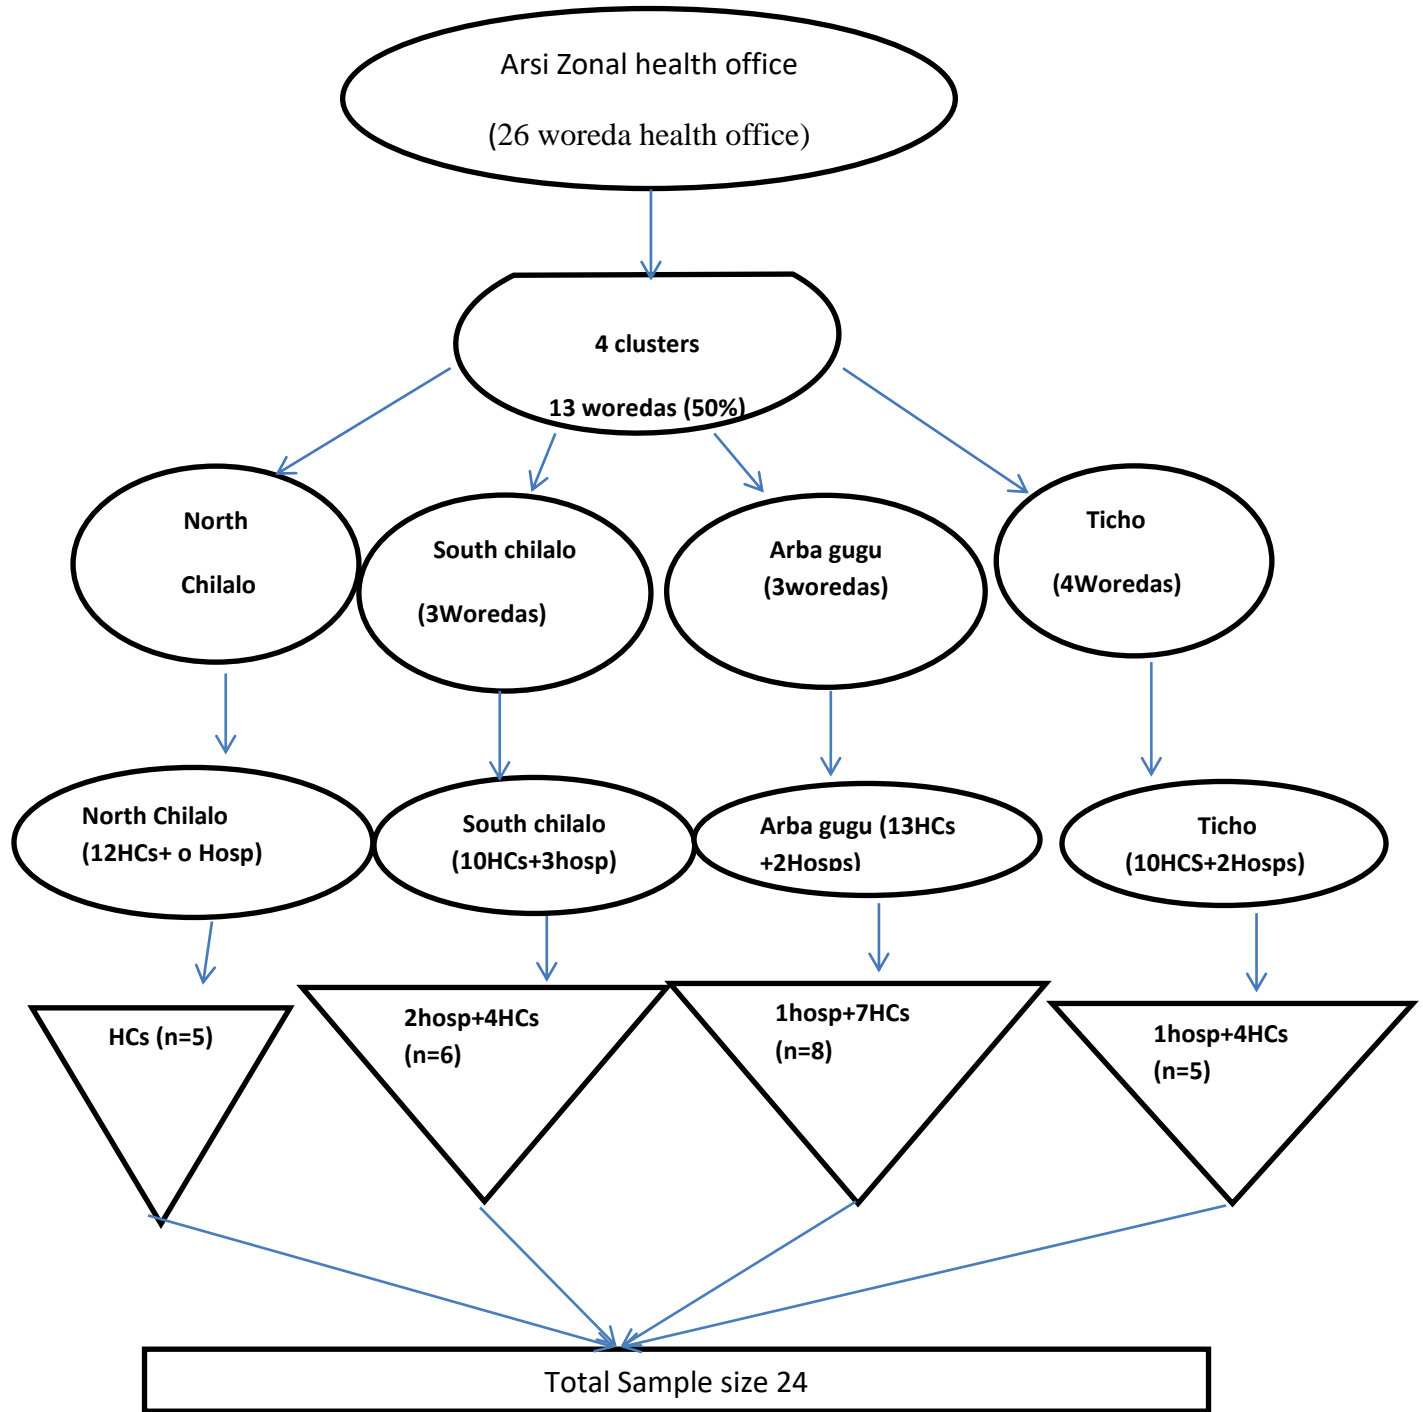 Arsi Zonal health office
(26 woreda health office)
4 clusters
13 woredas (50%)
North
Chilalo
South chilalo
(3Woredas)
Arba gugu
(3woredas)
Ticho
(4Woredas)
North Chilalo
(12HCs+ o Hosp)
South chilalo
(10HCs+3hosp)
Arba gugu (13HCs
+2Hosps)
Ticho
(10HCS+2Hosps)
HCs (n=5)
2hosp+4HCs
(n=6)
1hosp+7HCs
(n=8)
1hosp+4HCs
(n=5)
Total Sample size 24